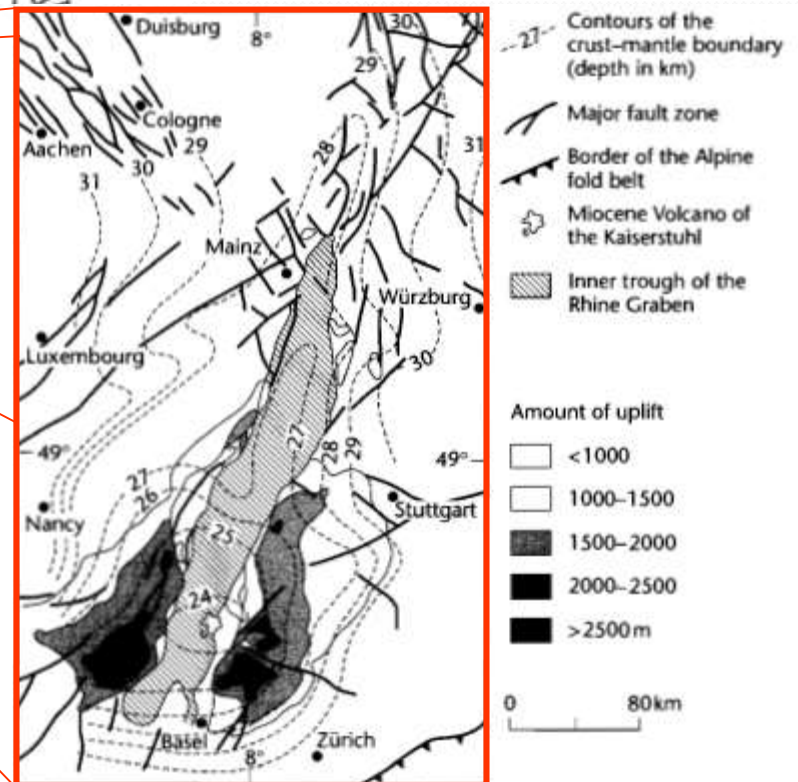 Duisburg
8°
30
29
Cologne
Aachen
30
29
28
31
31
Mainz
Würzburg
Luxembourg
30
27
28
29
49°
49°
27
26
Nancy
Stuttgart
25
24
Basel
8°
Zürich
27
Contours of the
crust–mantle boundary
(depth in km)
Major fault zone
Border of the Alpine
fold belt
Miocene Volcano of
the Kaiserstuhl
Inner trough of the
Rhine Graben
Amount of uplift
<1000
1000–1500
1500–2000
2000–2500
>2500 m
0
80 km